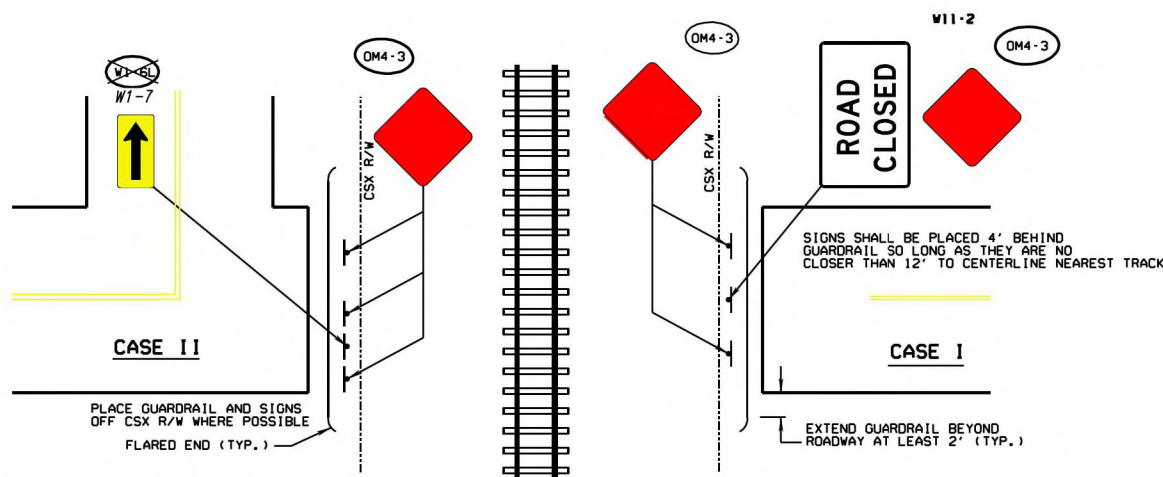 W11-2
OM4-3
OM4-3
OM4-3
W1-6L
W1-7
CSX R/W
CSX R/W
ROAD
CLOSED
SIGNS SHALL BE PLACED 4' BEHIND
GUARDRAIL SO LONG AS THEY ARE NO
CLOSER THAN 12' TO CENTERLINE NEAREST TRACK
CASE II
CASE I
PLACE GUARDRAIL AND SIGNS
OFF CSX R/W WHERE POSSIBLE
FLARED END (TYP.)
EXTEND GUARDRAIL BEYOND
ROADWAY AT LEAST 2' (TYP.)